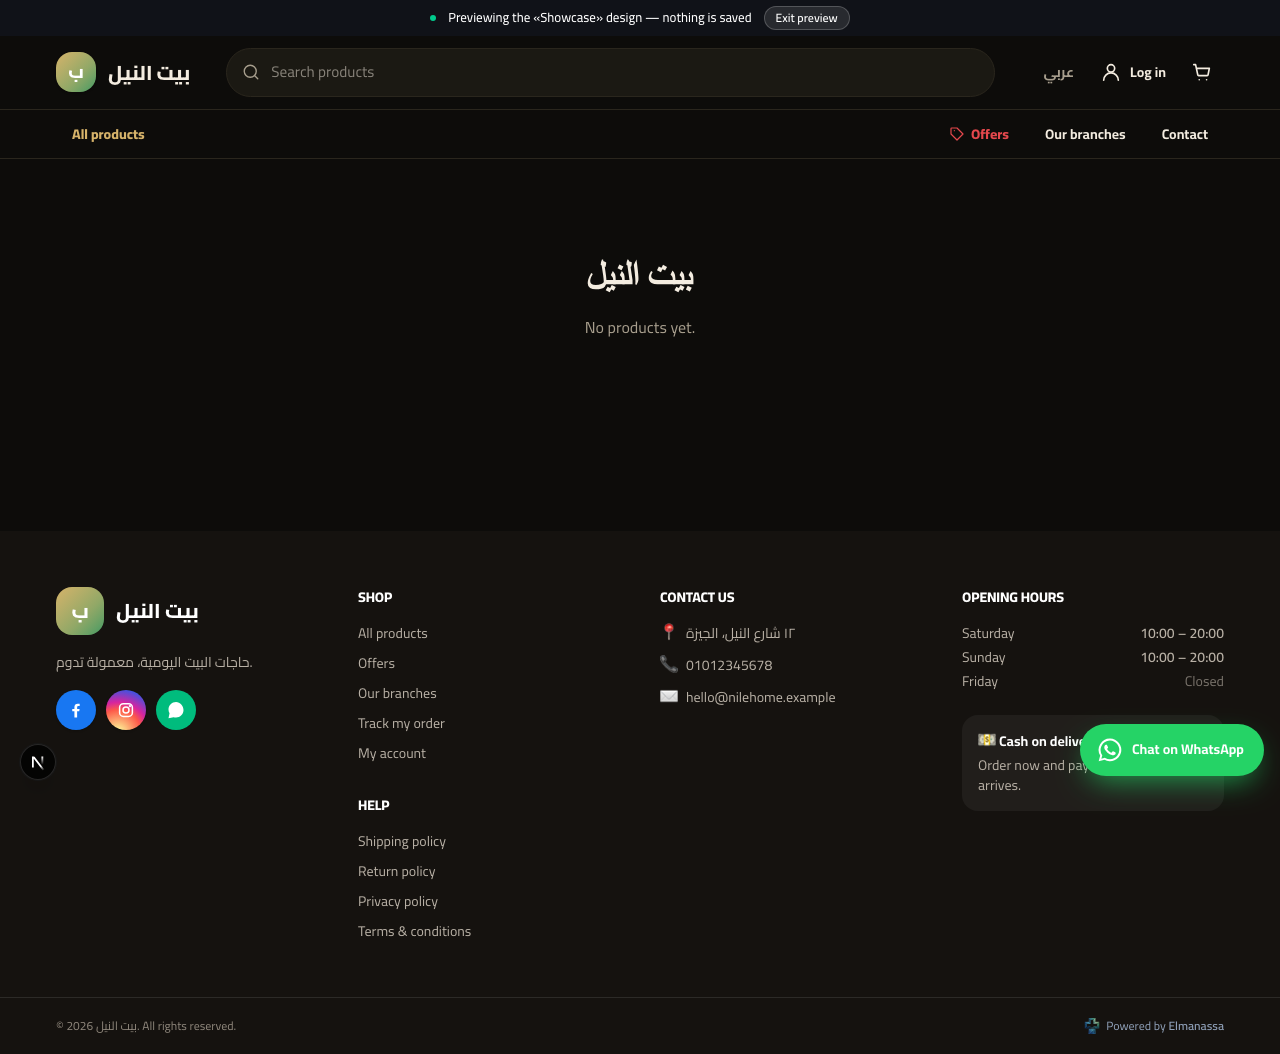 Previewing the «Showcase» design — nothing is saved
Exit preview
ب
بيت النيل
Search products
عربي
Log in
All products
Offers
Our branches
Contact
بيت النيل
No products yet.
ب
بيت النيل
حاجات البيت اليومية، معمولة تدوم.
SHOP
All products
Offers
Our branches
Track my order
My account
HELP
Shipping policy
Return policy
Privacy policy
Terms & conditions
CONTACT US
١٢ شارع النيل، الجيزة
01012345678
hello@nilehome.example
OPENING HOURS
Saturday 10:00 – 20:00
Sunday 10:00 – 20:00
Friday Closed
Cash on
Order now and pay
arrives.
Chat on WhatsApp
N
© 2026 بيت النيل. All rights reserved.
Powered by Elmanassa